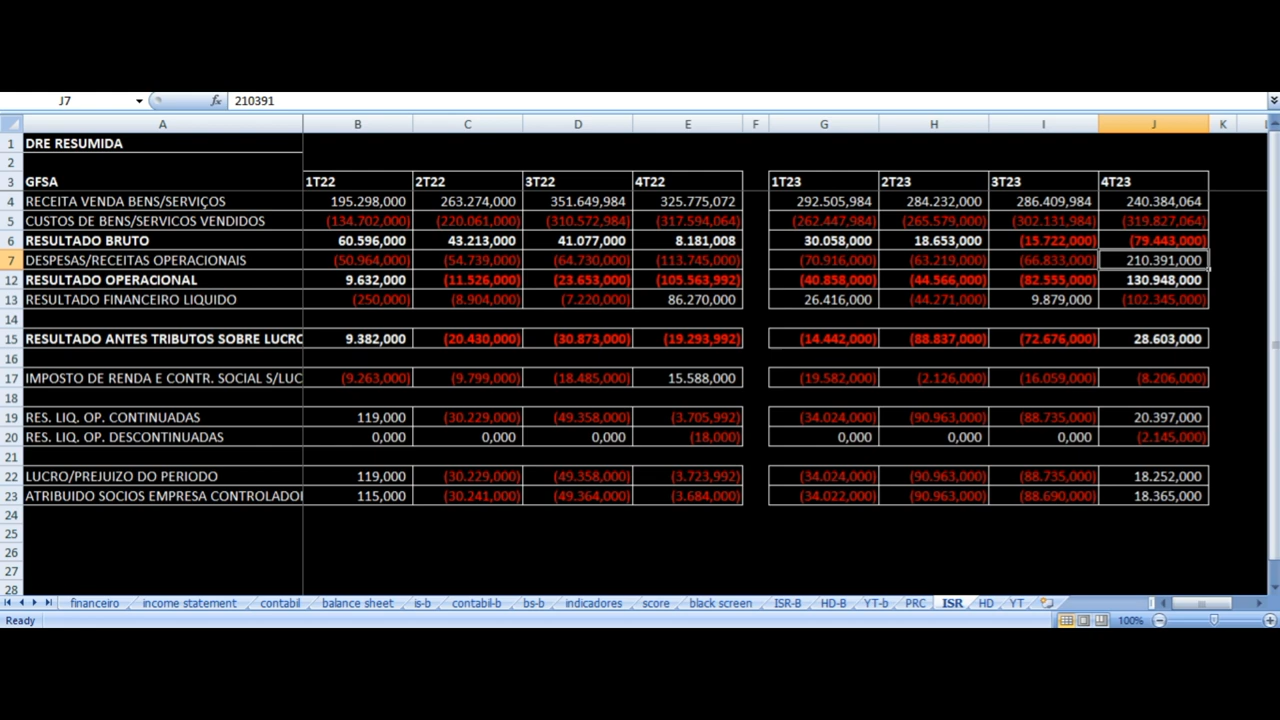 J7 fx 210391
A B C D E F G H I J K
1 DRE RESUMIDA
2
3 GFSA 1T22 2T22 3T22 4T22 1T23 2T23 3T23 4T23
4 RECEITA VENDA BENS/SERVIÇOS 195.298,000 263.274,000 351.649,984 325.775,072 292.505,984 284.232,000 286.409,984 240.384,064
5 CUSTOS DE BENS/SERVICOS VENDIDOS (134.702,000) (220.061,000) (310.572,984) (317.594,064) (262.447,984) (265.579,000) (302.131,984) (319.827,064)
6 RESULTADO BRUTO 60.596,000 43.213,000 41.077,000 8.181,008 30.058,000 18.653,000 (15.722,000) (79.443,000)
7 DESPESAS/RECEITAS OPERACIONAIS (50.964,000) (54.739,000) (64.730,000) (113.745,000) (70.916,000) (63.219,000) (66.833,000) 210.391,000
12 RESULTADO OPERACIONAL 9.632,000 (11.526,000) (23.653,000) (105.563,992) (40.858,000) (44.566,000) (82.555,000) 130.948,000
13 RESULTADO FINANCEIRO LIQUIDO (250,000) (8.904,000) (7.220,000) 86.270,000 26.416,000 (44.271,000) 9.879,000 (102.345,000)
14
15 RESULTADO ANTES TRIBUTOS SOBRE LUCRO 9.382,000 (20.430,000) (30.873,000) (19.293,992) (14.442,000) (88.837,000) (72.676,000) 28.603,000
16
17 IMPOSTO DE RENDA E CONTR. SOCIAL S/LUC (9.263,000) (9.799,000) (18.485,000) 15.588,000 (19.582,000) (2.126,000) (16.059,000) (8.206,000)
18
19 RES. LIQ. OP. CONTINUADAS 119,000 (30.229,000) (49.358,000) (3.705,992) (34.024,000) (90.963,000) (88.735,000) 20.397,000
20 RES. LIQ. OP. DESCONTINUADAS 0,000 0,000 0,000 (18,000) 0,000 0,000 0,000 (2.145,000)
21
22 LUCRO/PREJUIZO DO PERIODO 119,000 (30.229,000) (49.358,000) (3.723,992) (34.024,000) (90.963,000) (88.735,000) 18.252,000
23 ATRIBUIDO SOCIOS EMPRESA CONTROLADO 115,000 (30.241,000) (49.364,000) (3.684,000) (34.022,000) (90.963,000) (88.690,000) 18.365,000
24
25
26
27
28
financeiro income statement contabil balance sheet is-b contabil-b bs-b indicadores score black screen ISR-B HD-B YT-b PRC ISR HD YT
Ready 100%